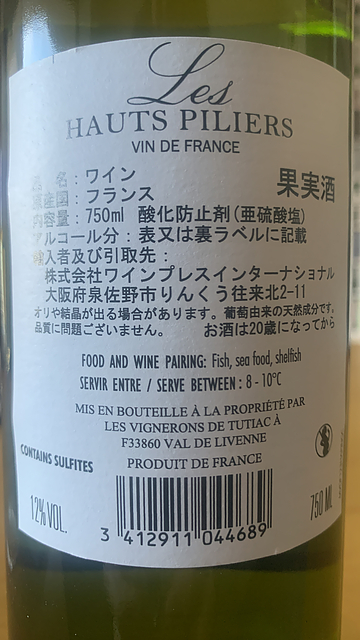 Les
HAUTS PILIERS
VIN DE FRANCE
名：ワイン
原産国：フランス
果実酒
内容量：750ml 酸化防止剤(亜硫酸塩)
アルコール分：表又は裏ラベルに記載
輸入者及び引取先：
株式会社ワインプレスインターナショナル
大阪府泉佐野市りんくう往来北2-11
オリや結晶が出る場合があります。葡萄由来の天然成分です。
品質に問題ございません。 お酒は20歳になってから
FOOD AND WINE PAIRING: Fish, sea food, shelfish
SERVIR ENTRE / SERVE BETWEEN : 8 - 10°C
MIS EN BOUTEILLE À LA PROPRIÉTÉ PAR
LES VIGNERONS DE TUTIAC À
F33860 VAL DE LIVENNE
CONTAINS SULFITES
PRODUIT DE FRANCE
12% VOL.
750 ML
3 412911 044689